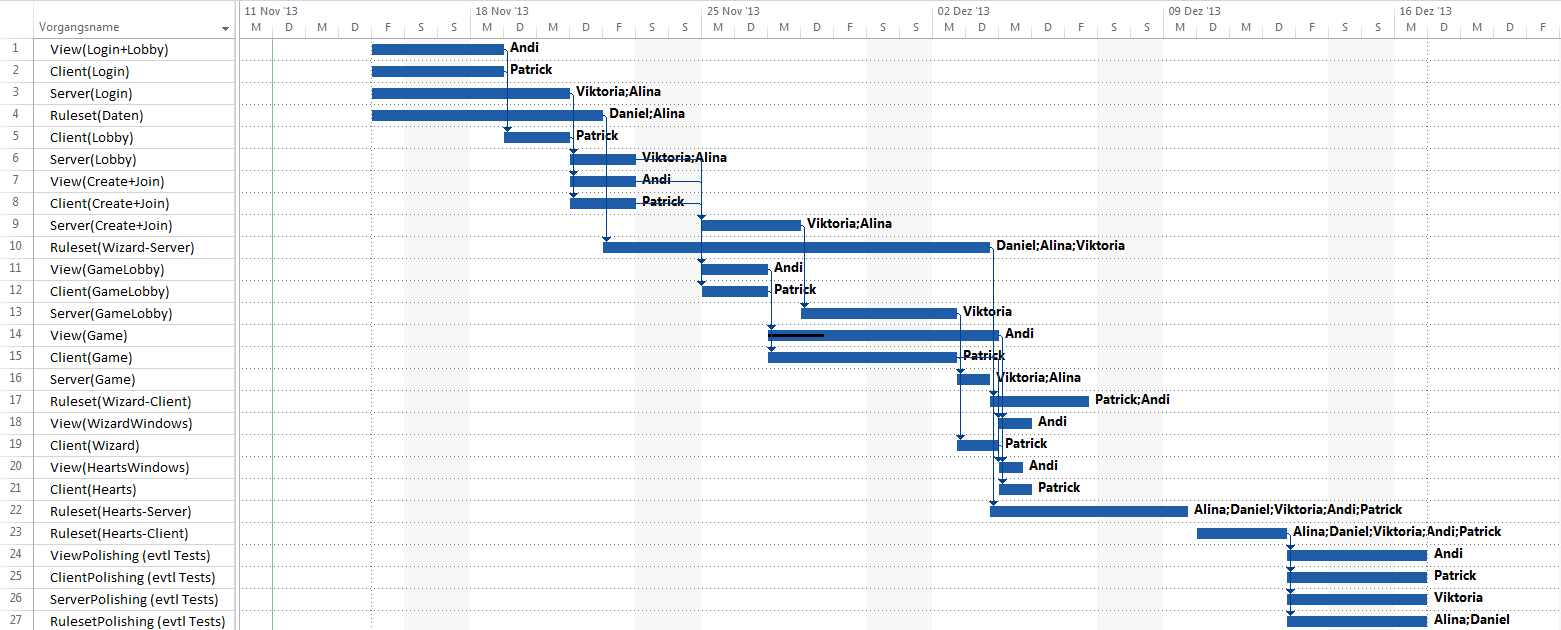 11 Nov '13 18 Nov '13 25 Nov '13 02 Dez '13 09 Dez '13 16 Dez '13
Vorgangsname M M D F S S M D M D F S S M D M D F S S M D M D F S S M D M D F S S M D M D F
1 View(Login+Lobby) Andi
2 Client(Login) Patrick
3 Server(Login) Viktoria;Alina
4 Ruleset(Daten) Daniel;Alina
5 Client(Lobby) Patrick
6 Server(Lobby) Viktoria;Alina
7 View(Create+Join) Andi
8 Client(Create+Join) Patrick
9 Server(Create+Join) Viktoria;Alina
10 Ruleset(Wizard-Server) Daniel;Alina;Viktoria
11 View(GameLobby) Andi
12 Client(GameLobby) Patrick
13 Server(GameLobby) Viktoria
14 View(Game) Andi
15 Client(Game) Patrick
16 Server(Game) Viktoria;Alina
17 Ruleset(Wizard-Client) Patrick;Andi
18 View(WizardWindows) Andi
19 Client(Wizard) Patrick
20 View(HeartsWindows) Andi
21 Client(Hearts) Patrick
22 Ruleset(Hearts-Server) Alina;Daniel;Viktoria;Andi;Patrick
23 Ruleset(Hearts-Client) Alina;Daniel;Viktoria;Andi;Patrick
24 ViewPolishing (evtl Tests) Andi
25 ClientPolishing (evtl Tests) Patrick
26 ServerPolishing (evtl Tests) Viktoria
27 RulesetPolishing (evtl Tests) Alina;Daniel